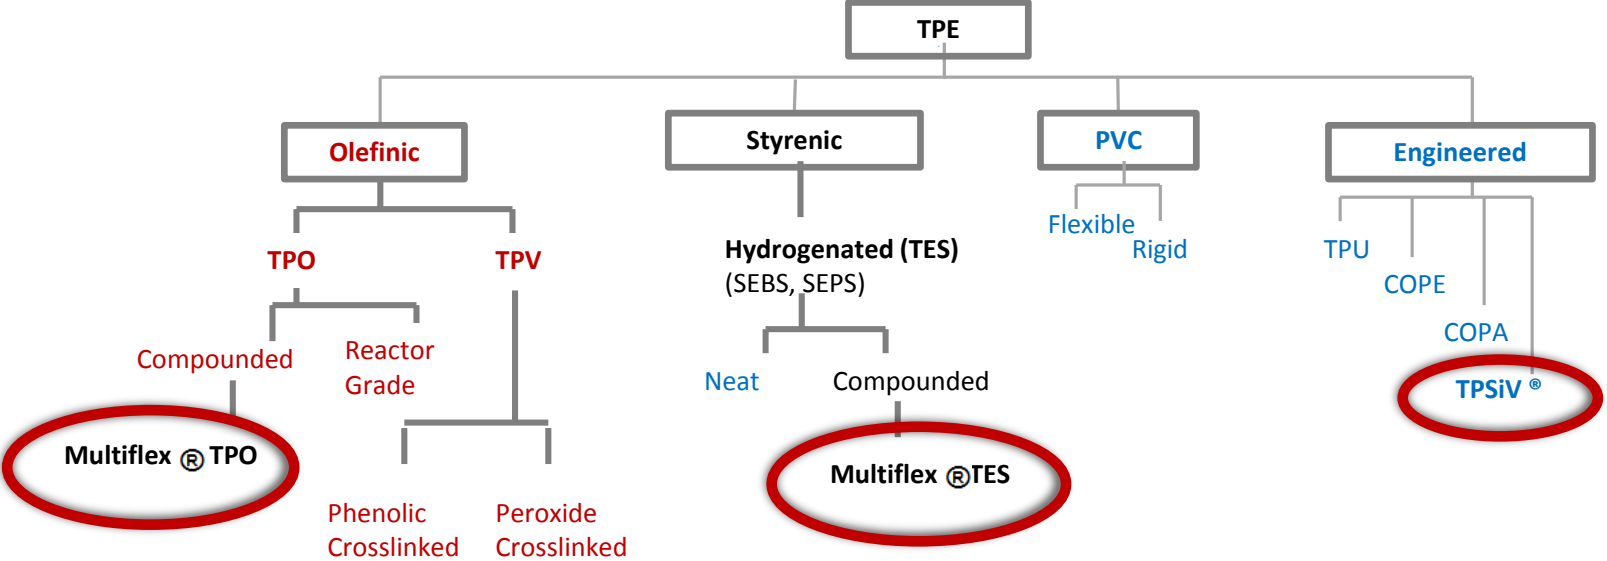 TPE
Olefinic
Styrenic
PVC
Engineered
TPO
TPV
Hydrogenated (TES)
(SEBS, SEPS)
Flexible
Rigid
TPU
COPE
COPA
TPSiV ®
Compounded
Reactor
Grade
Neat
Compounded
Multiflex ® TPO
Multiflex ®TES
Phenolic
Crosslinked
Peroxide
Crosslinked